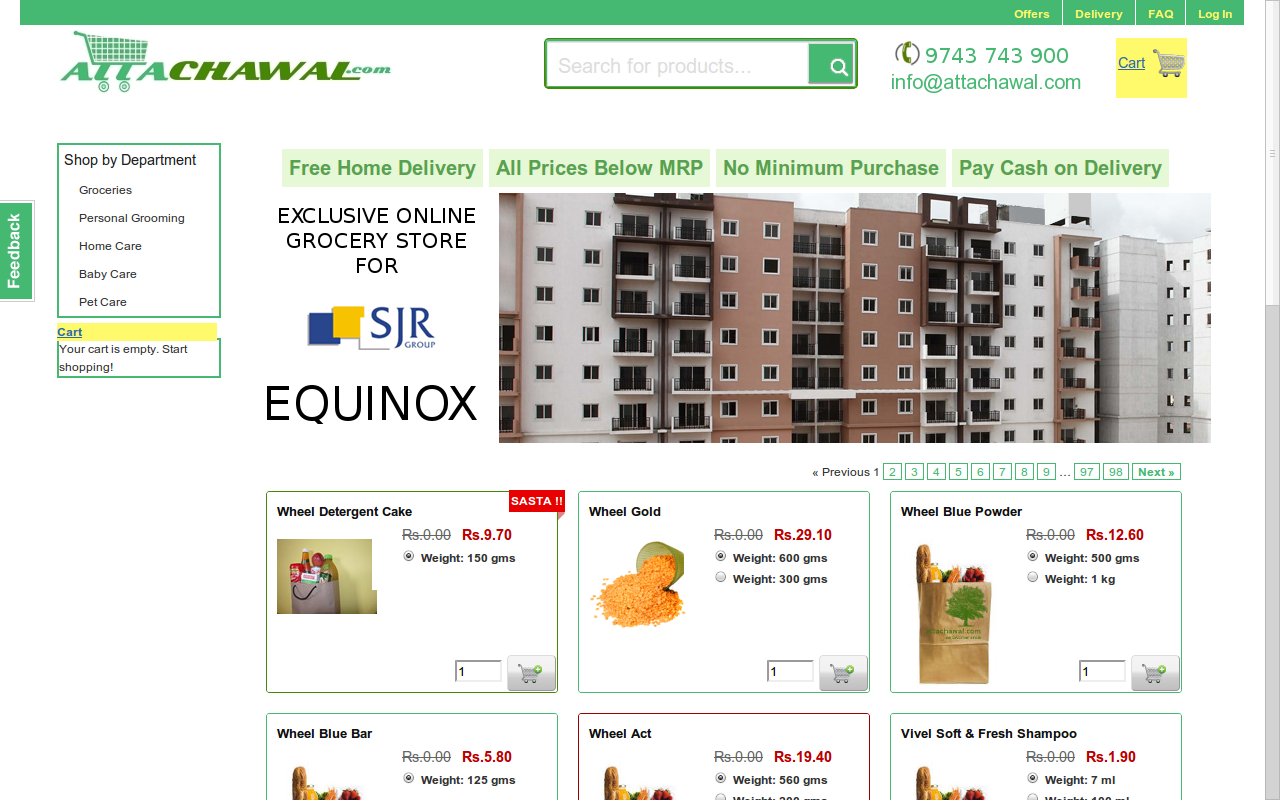 Offers Delivery FAQ Log In
ATTACHAWAL.com
Search for products...
9743 743 900
info@attachawal.com
Cart
Shop by Department
Groceries
Personal Grooming
Home Care
Baby Care
Pet Care
Feedback
Cart
Your cart is empty. Start
shopping!
Free Home Delivery All Prices Below MRP No Minimum Purchase Pay Cash on Delivery
EXCLUSIVE ONLINE
GROCERY STORE
FOR
SJR
GROUP
EQUINOX
« Previous 1 2 3 4 5 6 7 8 9 ... 97 98 Next »
SASTA !!
Wheel Detergent Cake
Rs.0.00 Rs.9.70
Weight: 150 gms
1
Wheel Gold
Rs.0.00 Rs.29.10
Weight: 600 gms
Weight: 300 gms
1
Wheel Blue Powder
Rs.0.00 Rs.12.60
Weight: 500 gms
Weight: 1 kg
Attachawal.com
1
Wheel Blue Bar
Rs.0.00 Rs.5.80
Weight: 125 gms
Wheel Act
Rs.0.00 Rs.19.40
Weight: 560 gms
Vivel Soft & Fresh Shampoo
Rs.0.00 Rs.1.90
Weight: 7 ml